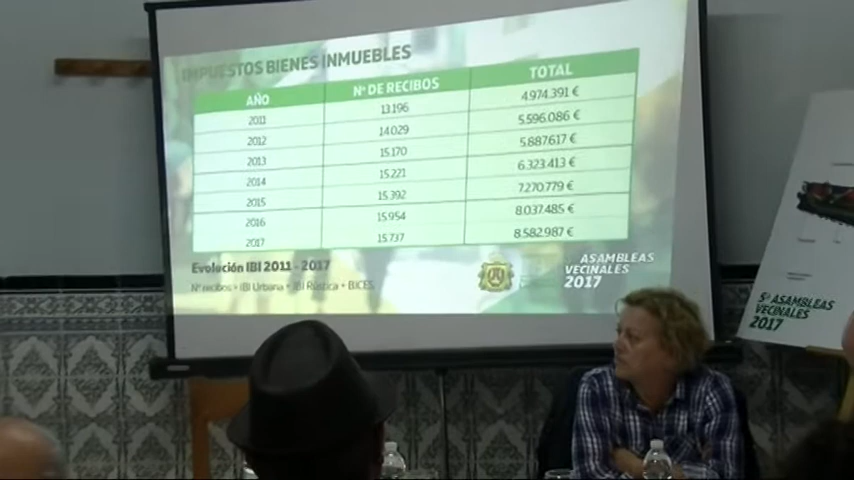 IMPUESTOS BIENES INMUEBLES
AÑO Nº DE RECIBOS TOTAL
2011 13.196 4.974.391 €
2012 14.029 5.596.086 €
2013 15.170 5.887.617 €
2014 15.221 6.323.413 €
2015 15.392 7.270.779 €
2016 15.954 8.037.485 €
2017 15.737 8.582.987 €
Evolución IBI 2011 - 2017
Nº recibos = IBI Urbana + IBI Rústica + BICES
ASAMBLEAS
VECINALES
2017
5ª ASAMBLEAS
VECINALES
2017